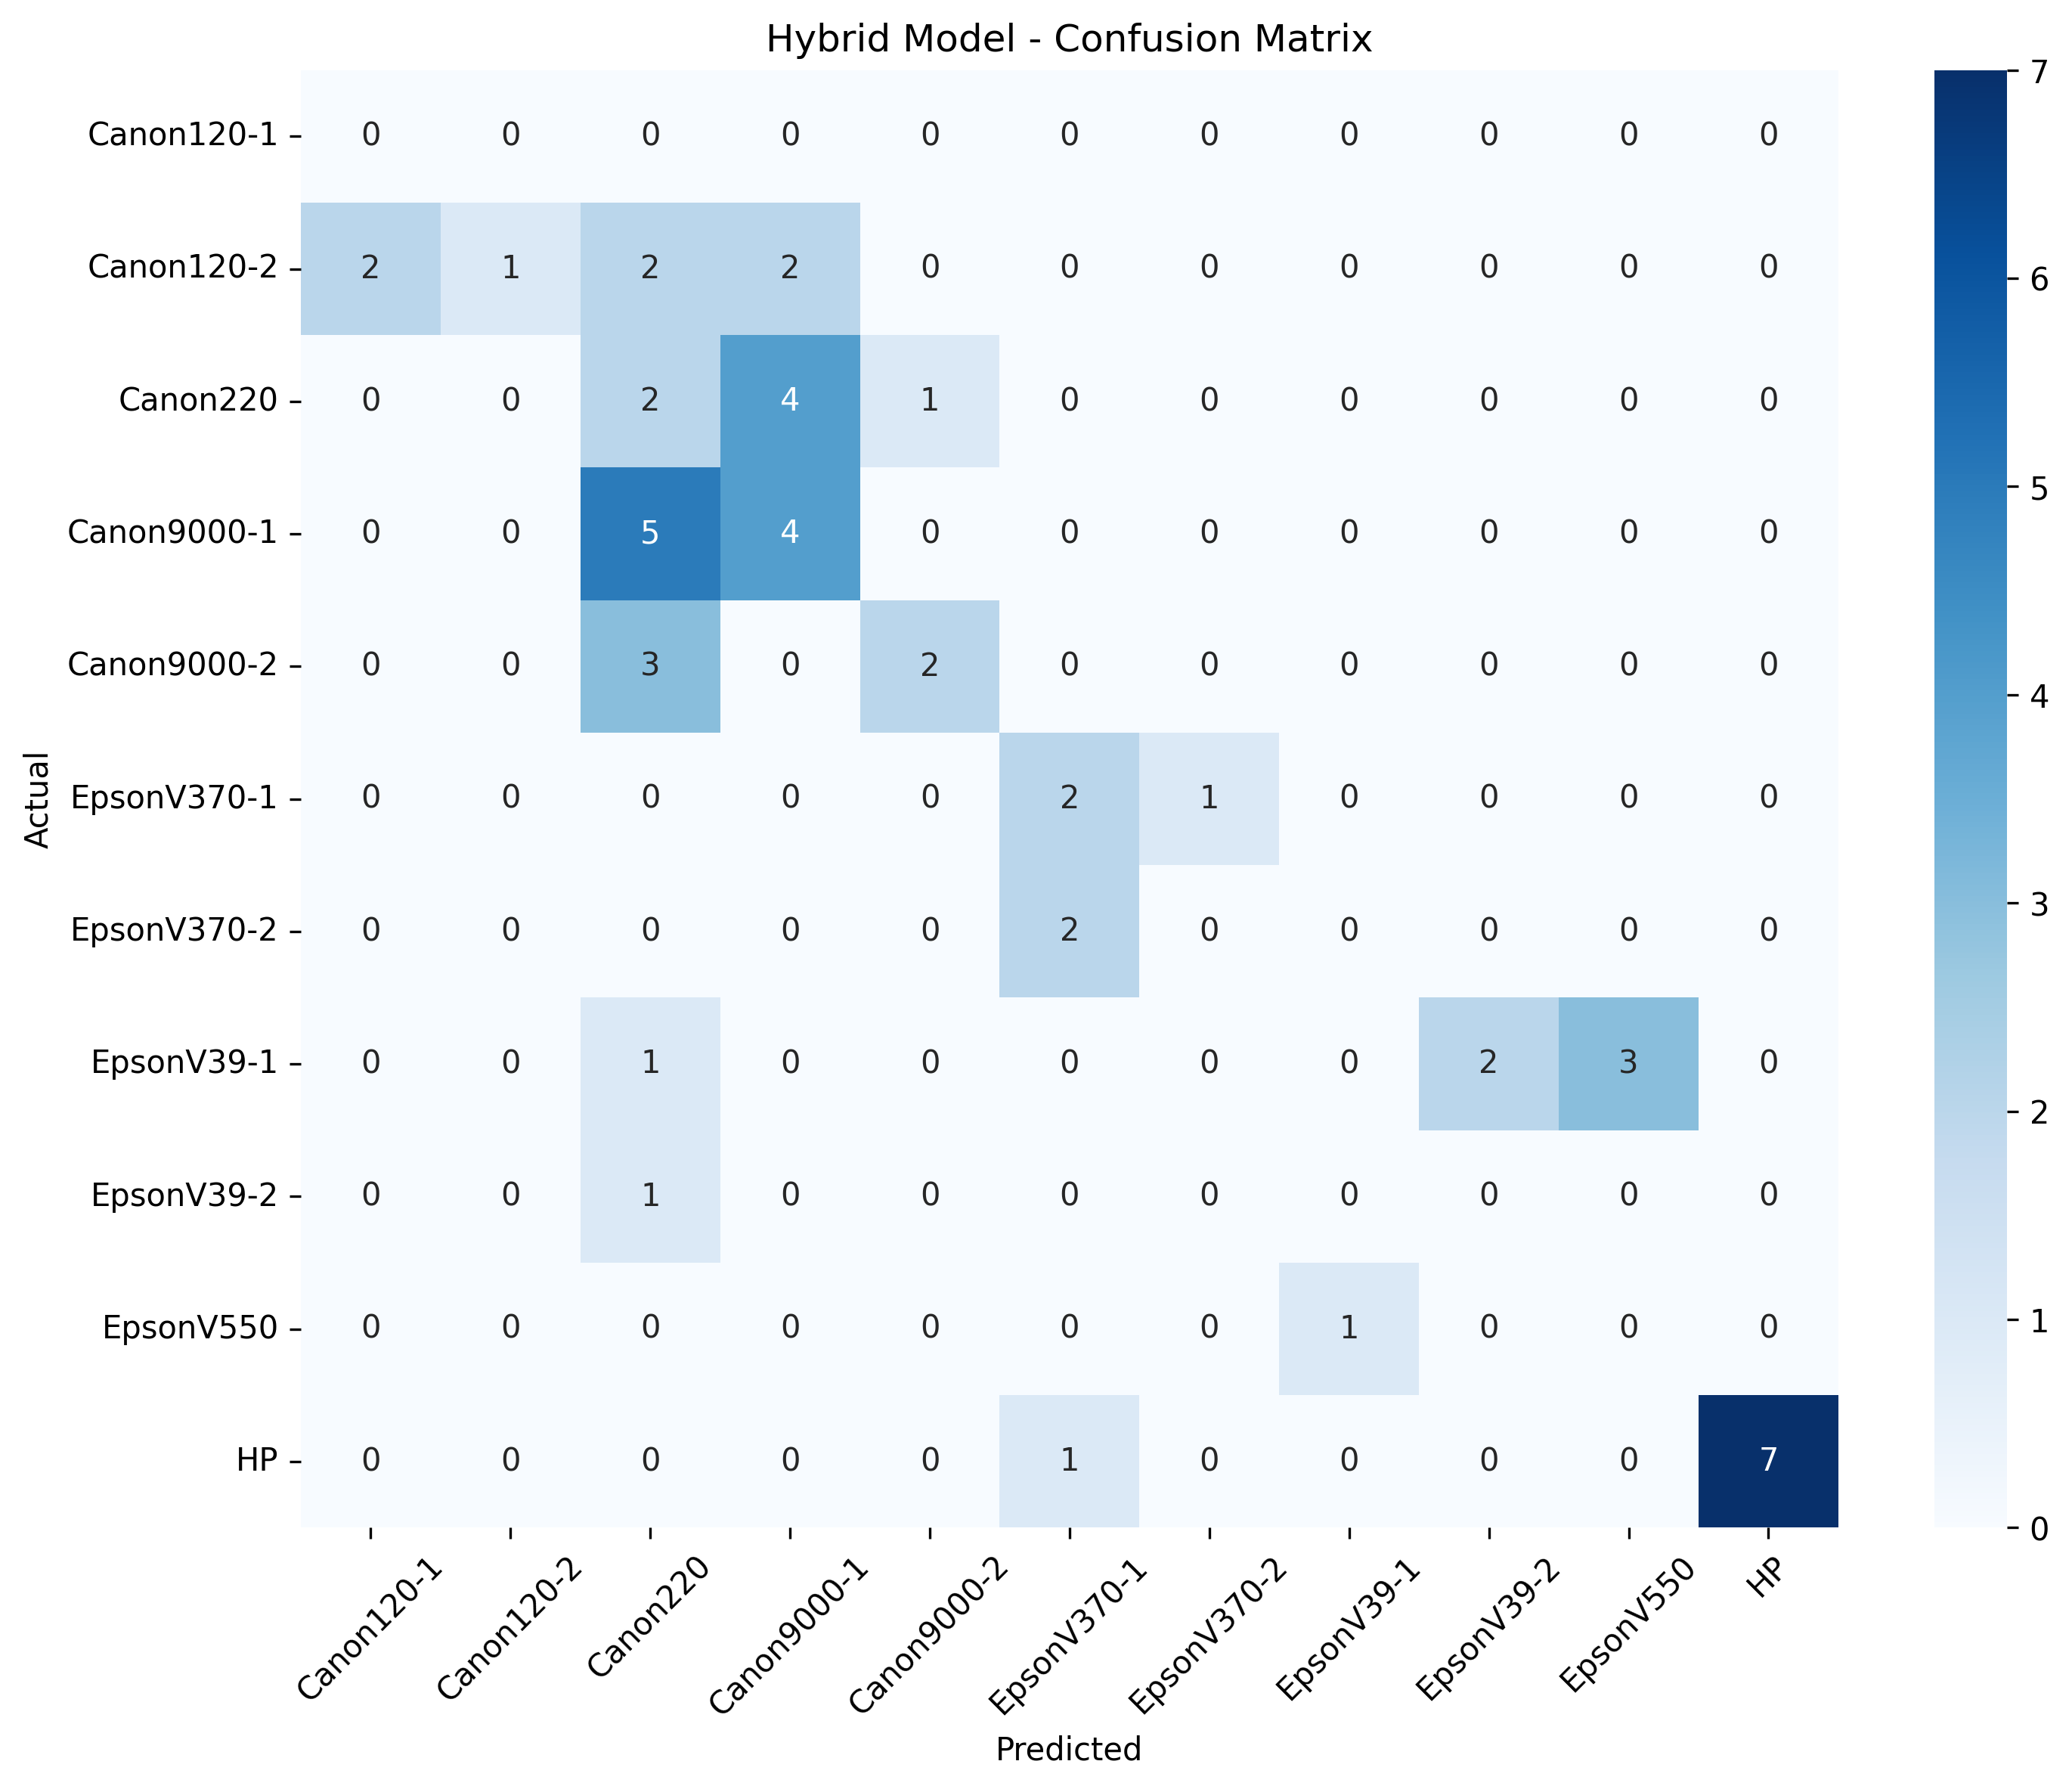 Hybrid Model - Confusion Matrix
Actual
Canon120-1 0 0 0 0 0 0 0 0 0 0 0
Canon120-2 2 1 2 2 0 0 0 0 0 0 0
Canon220 0 0 2 4 1 0 0 0 0 0 0
Canon9000-1 0 0 5 4 0 0 0 0 0 0 0
Canon9000-2 0 0 3 0 2 0 0 0 0 0 0
EpsonV370-1 0 0 0 0 0 2 1 0 0 0 0
EpsonV370-2 0 0 0 0 0 2 0 0 0 0 0
EpsonV39-1 0 0 1 0 0 0 0 0 2 3 0
EpsonV39-2 0 0 1 0 0 0 0 0 0 0 0
EpsonV550 0 0 0 0 0 0 0 1 0 0 0
HP 0 0 0 0 0 1 0 0 0 0 7
Canon120-1 Canon120-2 Canon220 Canon9000-1 Canon9000-2 EpsonV370-1 EpsonV370-2 EpsonV39-1 EpsonV39-2 EpsonV550 HP
Predicted
7
6
5
4
3
2
1
0